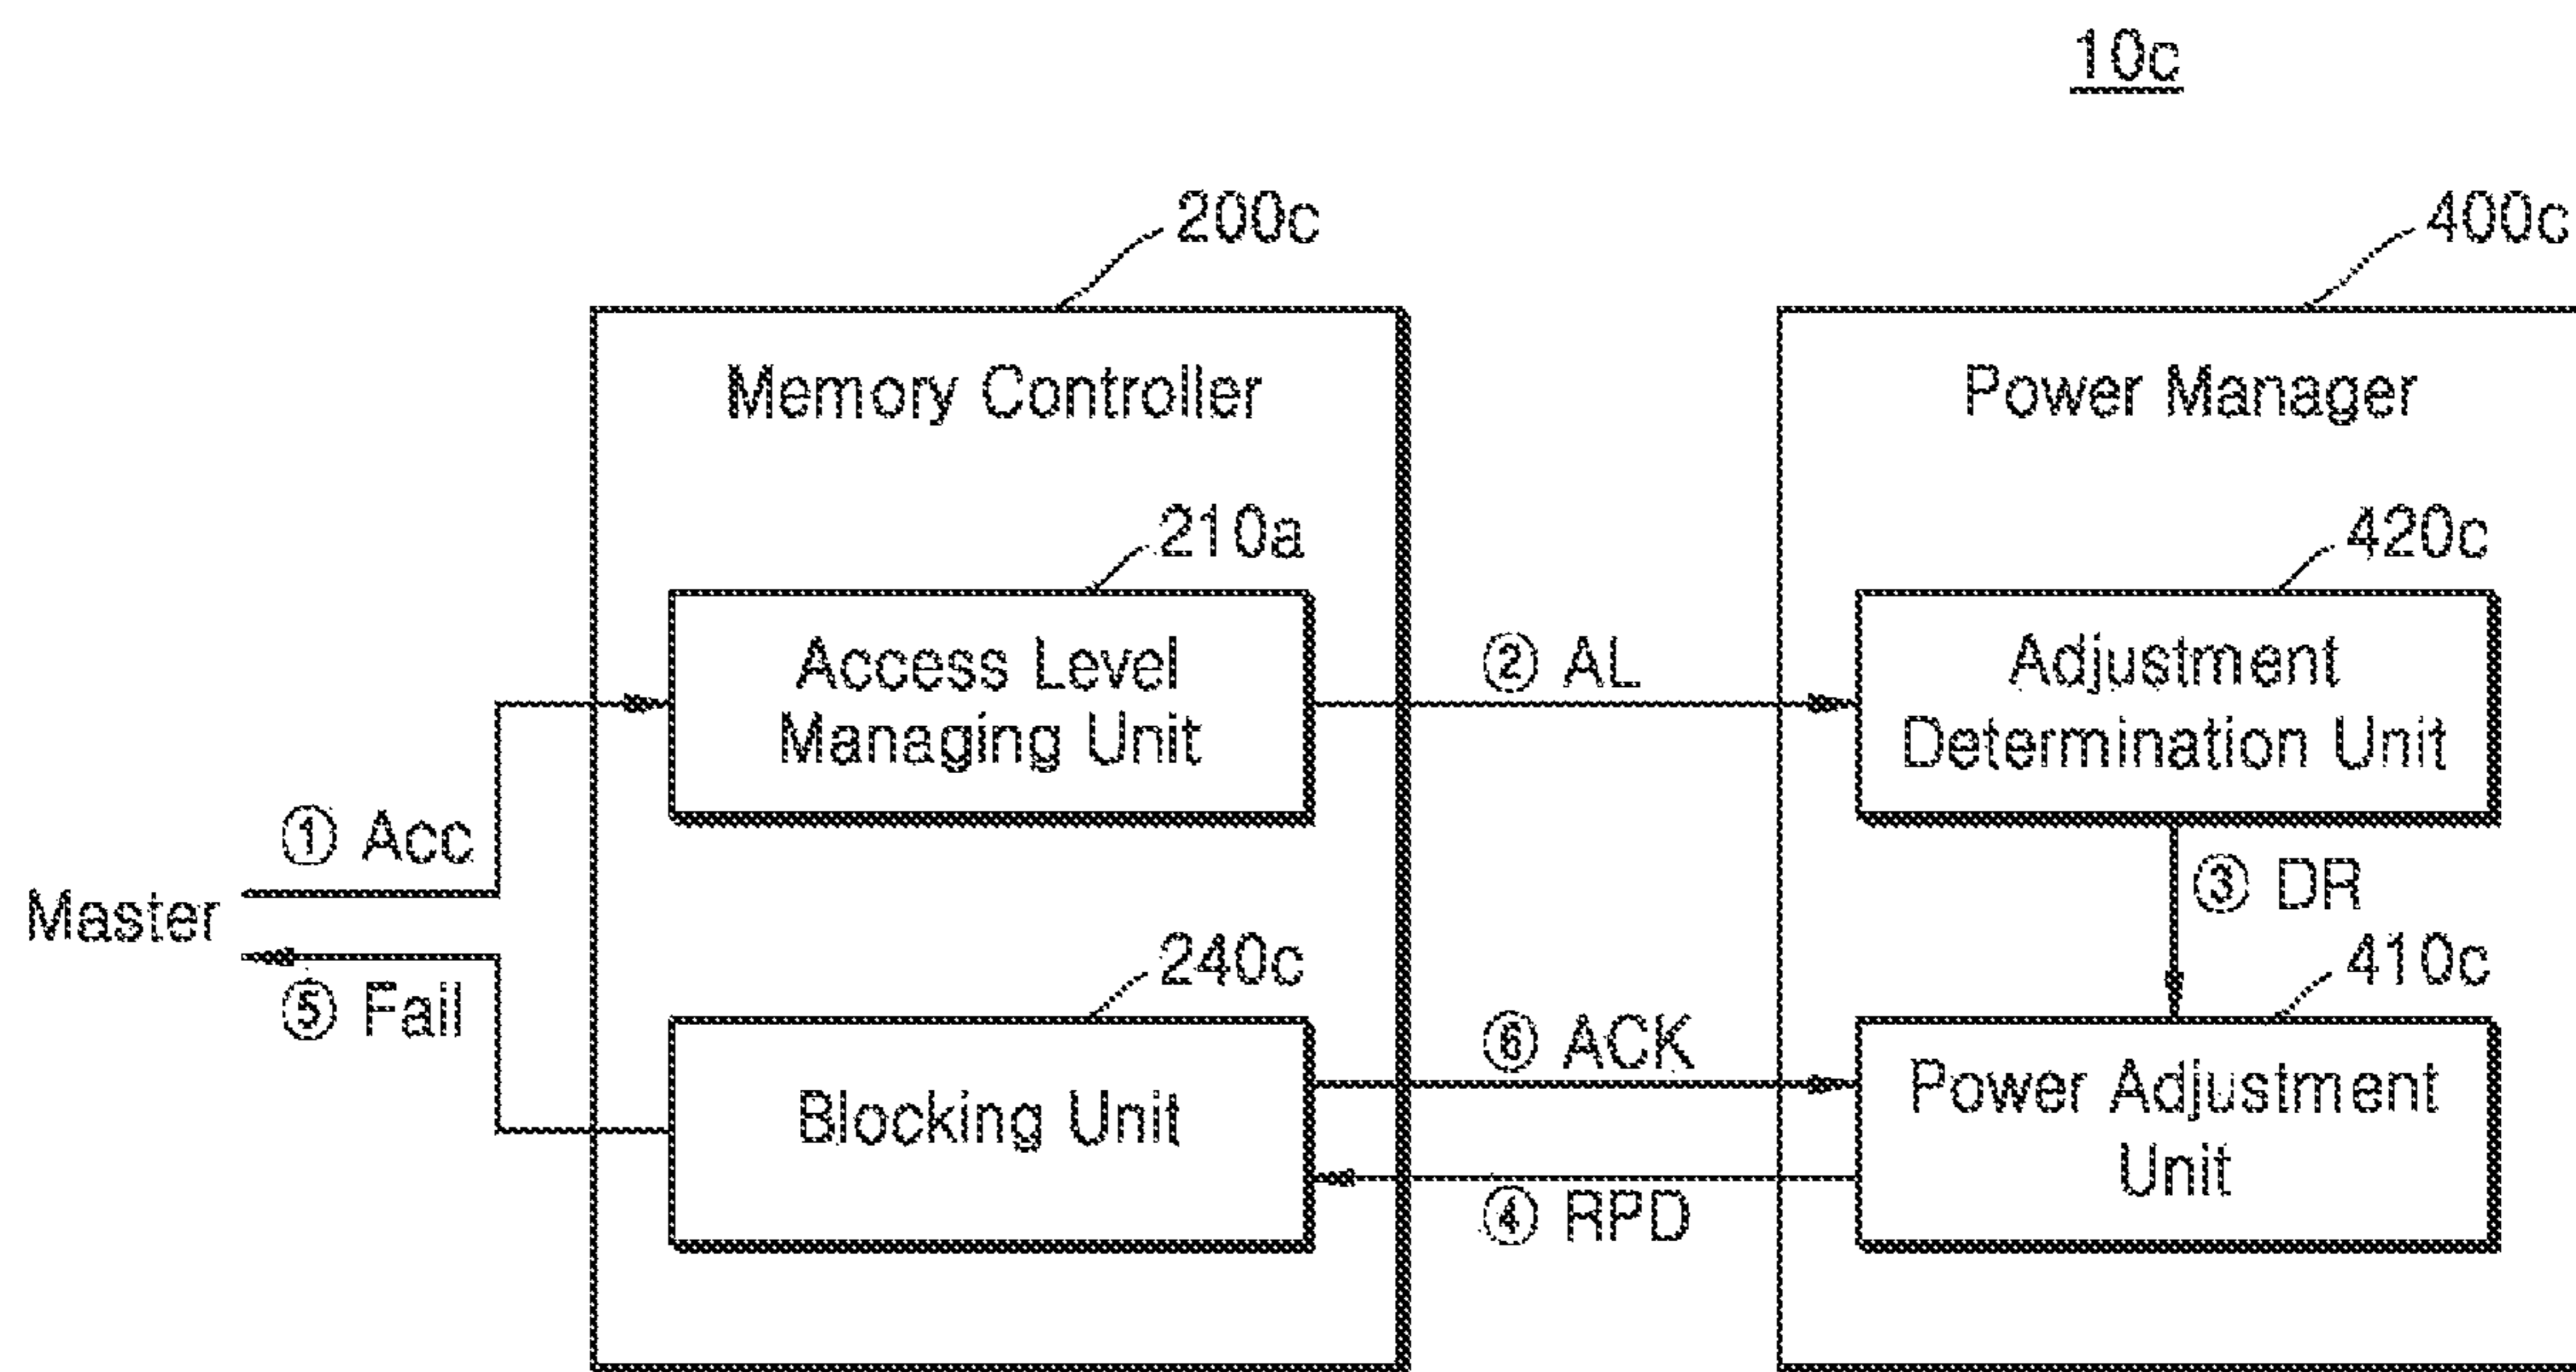 10c
200c
400c
Memory Controller
Power Manager
210a
420c
Access Level
Managing Unit
② AL
Adjustment
Determination Unit
① Acc
③ DR
Master
240c
410c
⑤ Fail
Blocking Unit
⑥ ACK
Power Adjustment
Unit
④ RPD